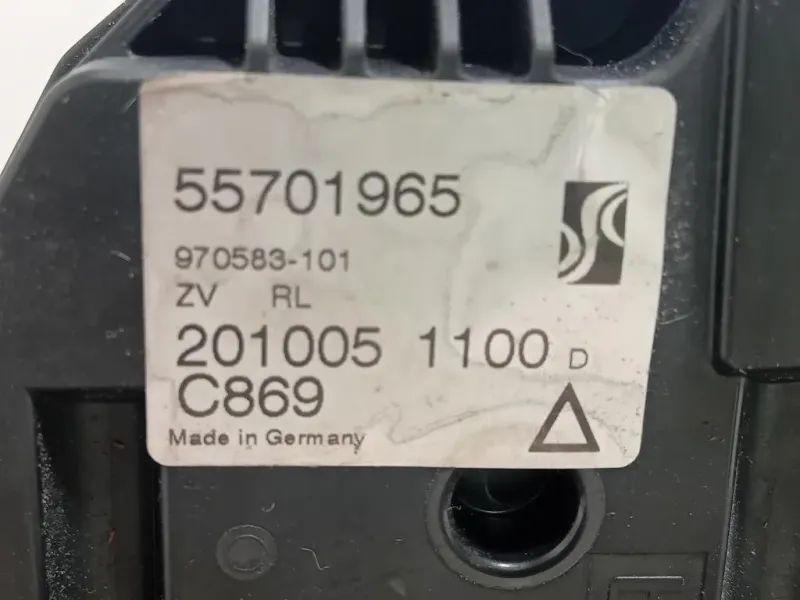 55701965
970583-101
ZV RL
201005 1100 D
C869
Made in Germany